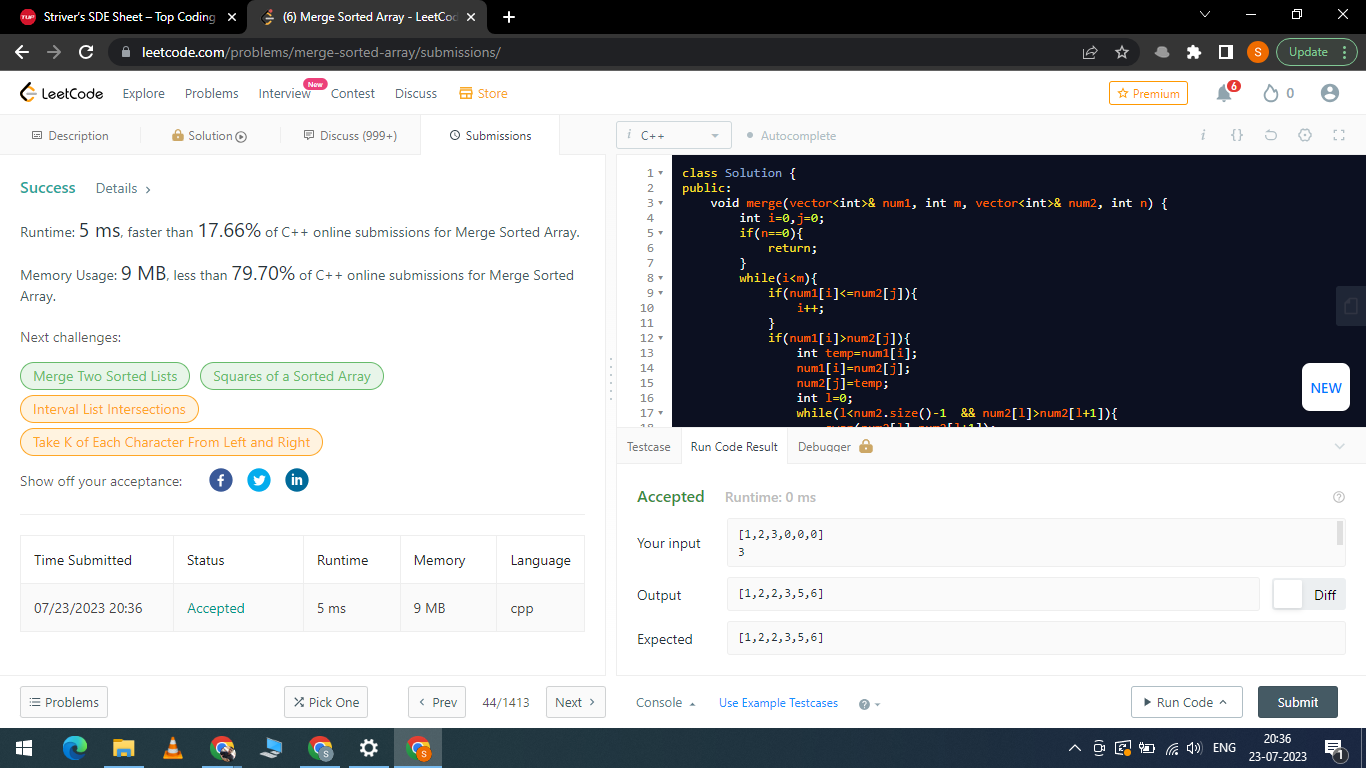 Striver's SDE Sheet – Top Coding
(6) Merge Sorted Array - LeetCod
leetcode.com/problems/merge-sorted-array/submissions/
S
Update
LeetCode
Explore
Problems
Interview
New
Contest
Discuss
Store
Premium
6
0
Description
Solution
Discuss (999+)
Submissions
i
C++
Autocomplete
i
{}
Success
Details >
Runtime: 5 ms, faster than 17.66% of C++ online submissions for Merge Sorted Array.
Memory Usage: 9 MB, less than 79.70% of C++ online submissions for Merge Sorted
Array.
Next challenges:
Merge Two Sorted Lists
Squares of a Sorted Array
Interval List Intersections
Take K of Each Character From Left and Right
Show off your acceptance:
Time Submitted Status Runtime Memory Language
07/23/2023 20:36 Accepted 5 ms 9 MB cpp
1 class Solution {
2 public:
3 void merge(vector<int>& num1, int m, vector<int>& num2, int n) {
4 int i=0,j=0;
5 if(n==0){
6 return;
7 }
8 while(i<m){
9 if(num1[i]<=num2[j]){
10 i++;
11 }
12 if(num1[i]>num2[j]){
13 int temp=num1[i];
14 num1[i]=num2[j];
15 num2[j]=temp;
16 int l=0;
17 while(l<num2.size()-1 && num2[l]>num2[l+1]){
NEW
Testcase
Run Code Result
Debugger
Accepted
Runtime: 0 ms
Your input
[1,2,3,0,0,0]
3
Output
[1,2,2,3,5,6]
Diff
Expected
[1,2,2,3,5,6]
Problems
Pick One
< Prev
44/1413
Next >
Console
Use Example Testcases
Run Code
Submit
S
S
ENG
20:36
23-07-2023
1